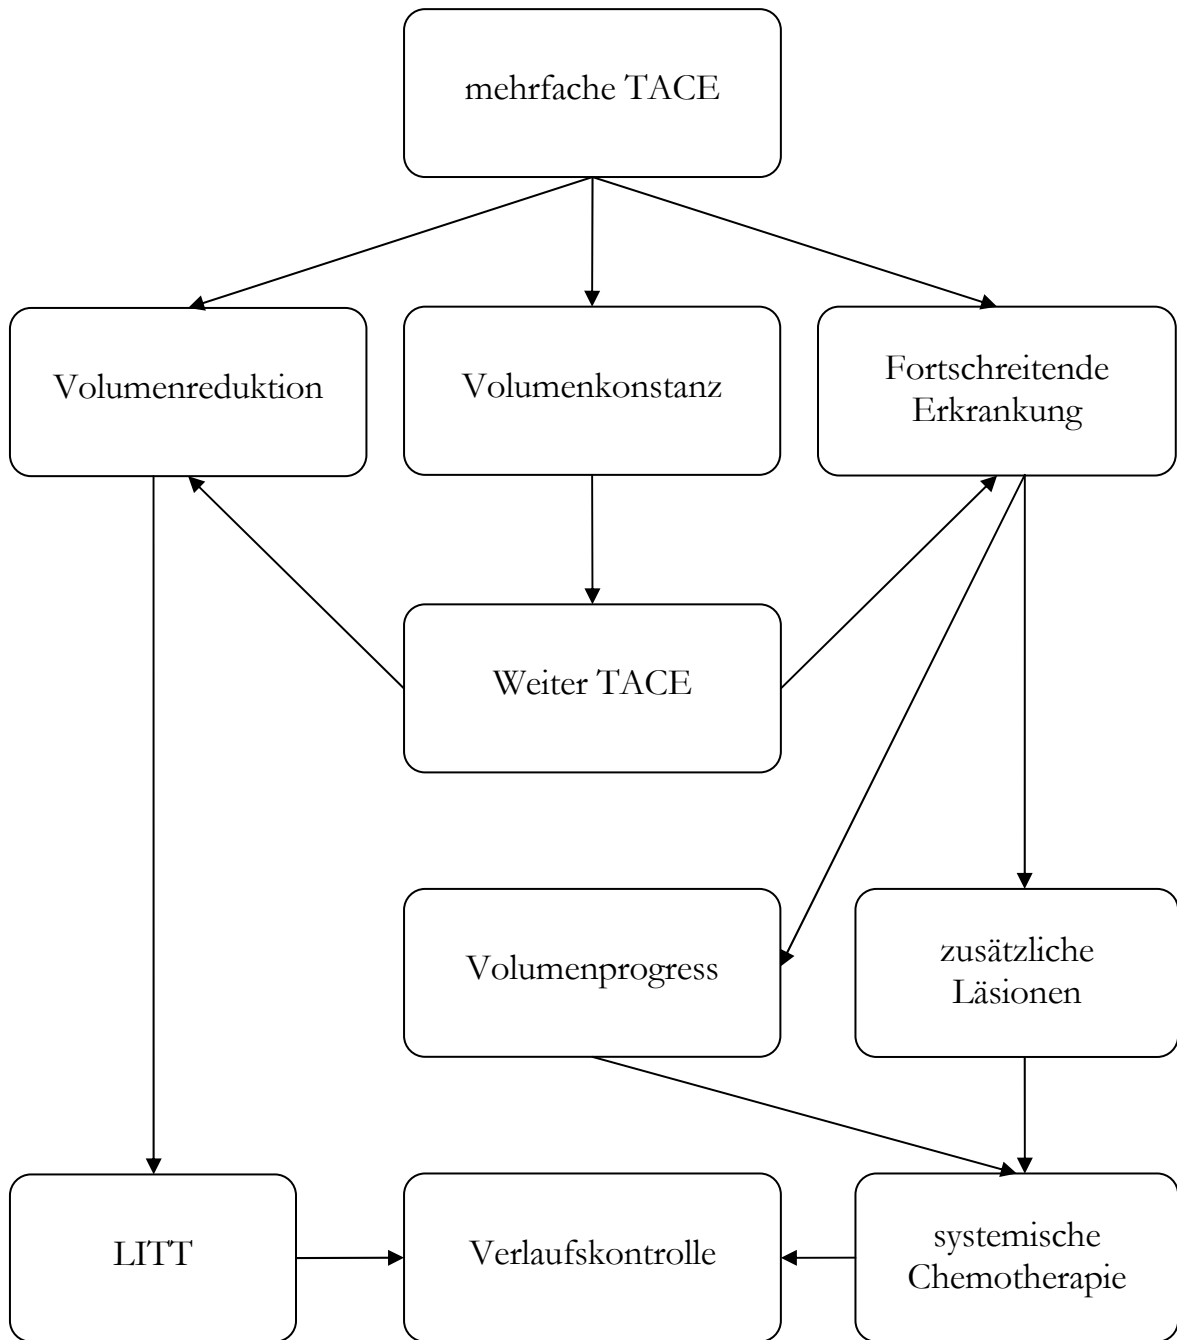 mehrfache TACE
Volumenreduktion
Volumenkonstanz
Fortschreitende
Erkrankung
Weiter TACE
Volumenprogress
zusätzliche
Läsionen
LITT
Verlaufskontrolle
systemische
Chemotherapie